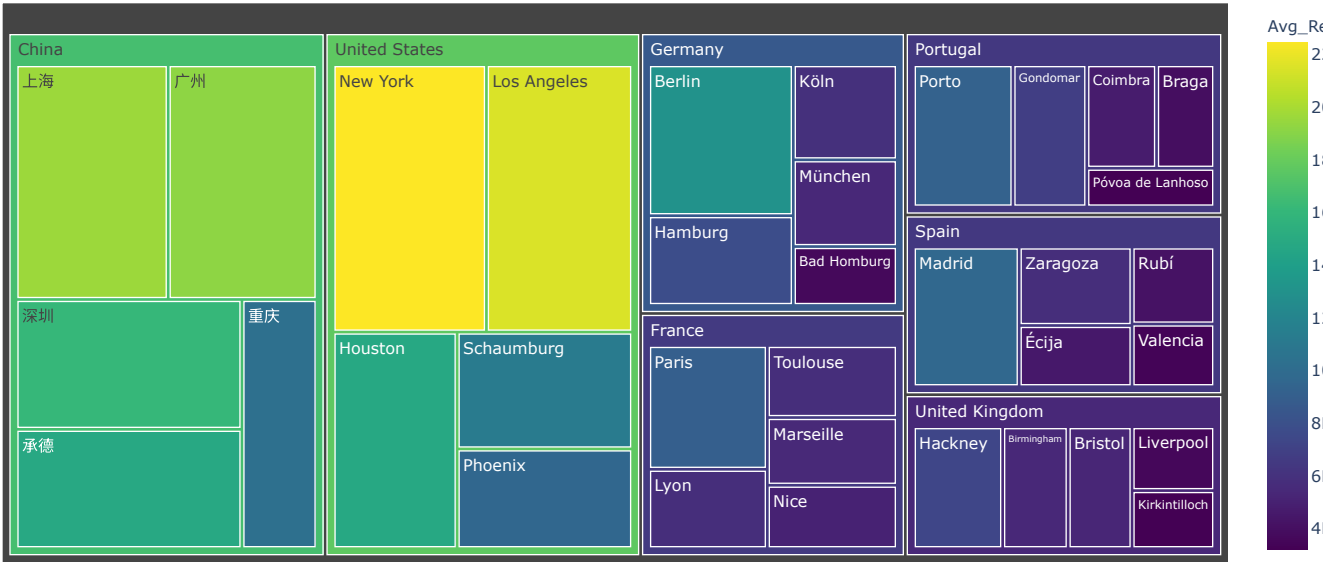 China
上海
广州
深圳
重庆
承德
United States
New York
Los Angeles
Houston
Schaumburg
Phoenix
Germany
Berlin
Köln
München
Hamburg
Bad Homburg
France
Paris
Toulouse
Marseille
Lyon
Nice
Portugal
Porto
Gondomar
Coimbra
Braga
Póvoa de Lanhoso
Spain
Madrid
Zaragoza
Rubí
Écija
Valencia
United Kingdom
Hackney
Birmingham
Bristol
Liverpool
Kirkintilloch